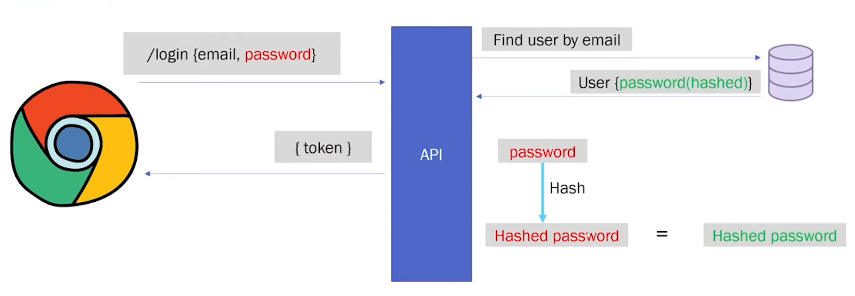 /login {email, password}
Find user by email
User {password(hashed)}
{ token }
API
password
Hash
Hashed password
=
Hashed password